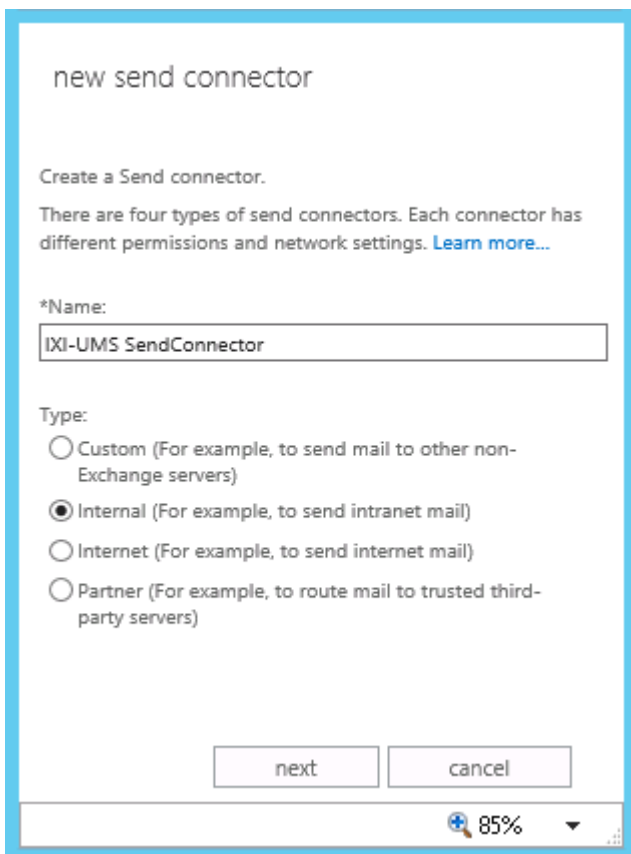 new send connector
Create a Send connector.
There are four types of send connectors. Each connector has
different permissions and network settings. Learn more...
*Name:
IXI-UMS SendConnector
Type:
Custom (For example, to send mail to other non-
Exchange servers)
Internal (For example, to send intranet mail)
Internet (For example, to send internet mail)
Partner (For example, to route mail to trusted third-
party servers)
next cancel
85%